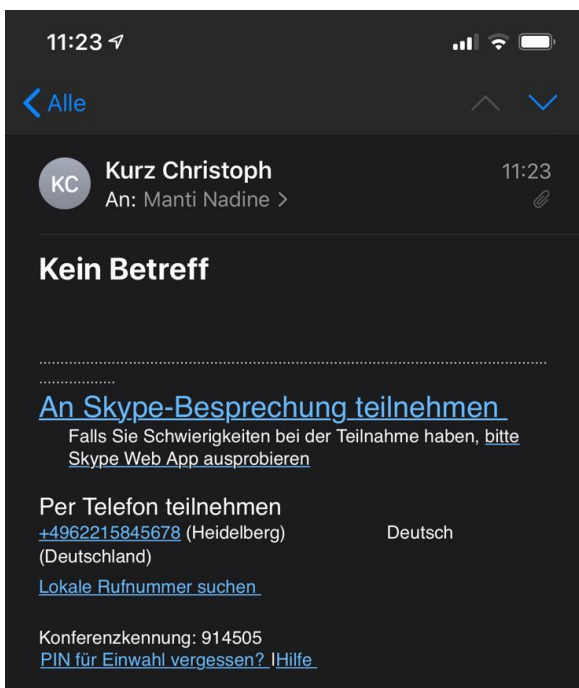 11:23
Alle
KC
Kurz Christoph
11:23
An: Manti Nadine >
Kein Betreff
........................................................................................................................
..................
An Skype-Besprechung teilnehmen
Falls Sie Schwierigkeiten bei der Teilnahme haben, bitte
Skype Web App ausprobieren
Per Telefon teilnehmen
+4962215845678 (Heidelberg) Deutsch
(Deutschland)
Lokale Rufnummer suchen
Konferenzkennung: 914505
PIN für Einwahl vergessen? |Hilfe